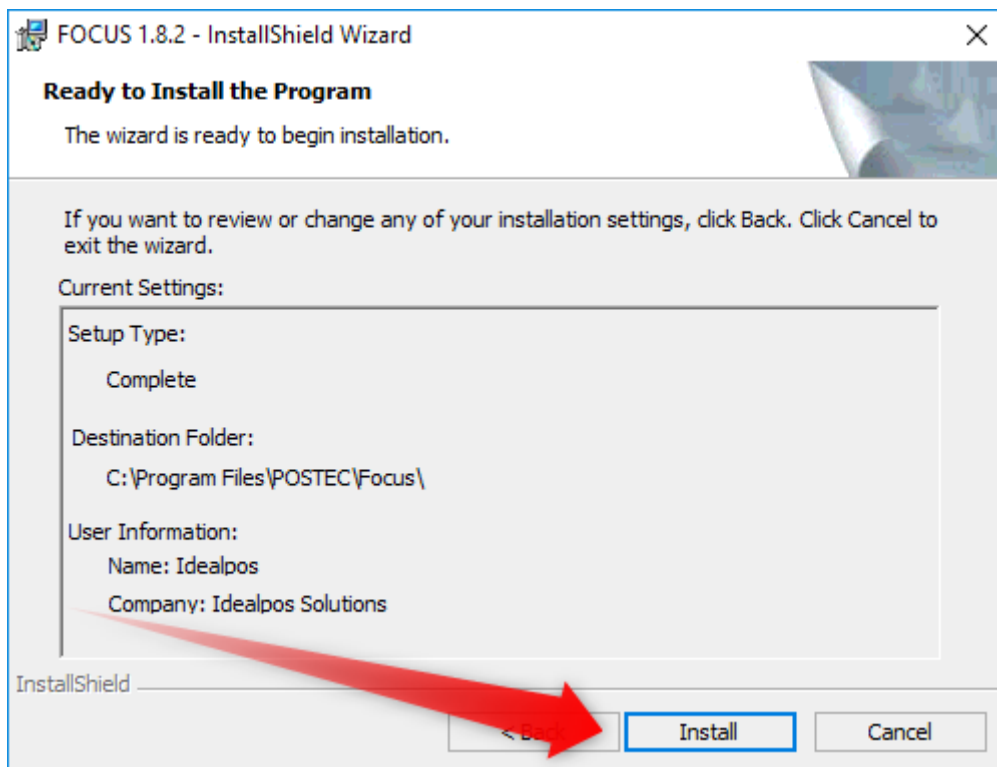 FOCUS 1.8.2 - InstallShield Wizard
Ready to Install the Program
The wizard is ready to begin installation.
If you want to review or change any of your installation settings, click Back. Click Cancel to
exit the wizard.
Current Settings:
Setup Type:
Complete
Destination Folder:
C:\Program Files\POSTEC\Focus\
User Information:
Name: Idealpos
Company: Idealpos Solutions
InstallShield
< Back
Install
Cancel